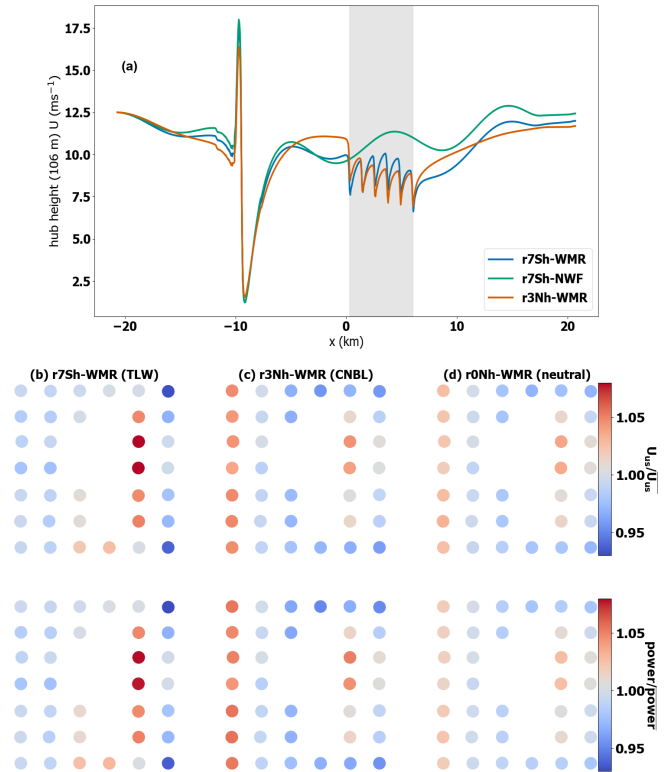 17.5
15.0
12.5
10.0
7.5
5.0
2.5
hub height (106 m) U (ms⁻¹)
(a)
r7Sh-WMR
r7Sh-NWF
r3Nh-WMR
−20
−10
0
10
20
x (km)
(b) r7Sh-WMR (TLW)
(c) r3Nh-WMR (CNBL)
(d) r0Nh-WMR (neutral)
1.05
1.00
0.95
U_us/U̅_us
1.05
1.00
0.95
power/power